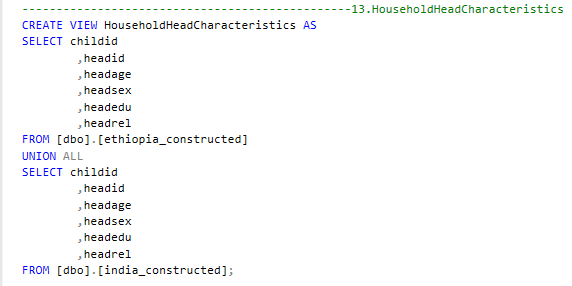 ------------------------------------------------13.HouseholdHeadCharacteristics
CREATE VIEW HouseholdHeadCharacteristics AS
SELECT childid
,headid
,headage
,headsex
,headedu
,headrel
FROM [dbo].[ethiopia_constructed]
UNION ALL
SELECT childid
,headid
,headage
,headsex
,headedu
,headrel
FROM [dbo].[india_constructed];